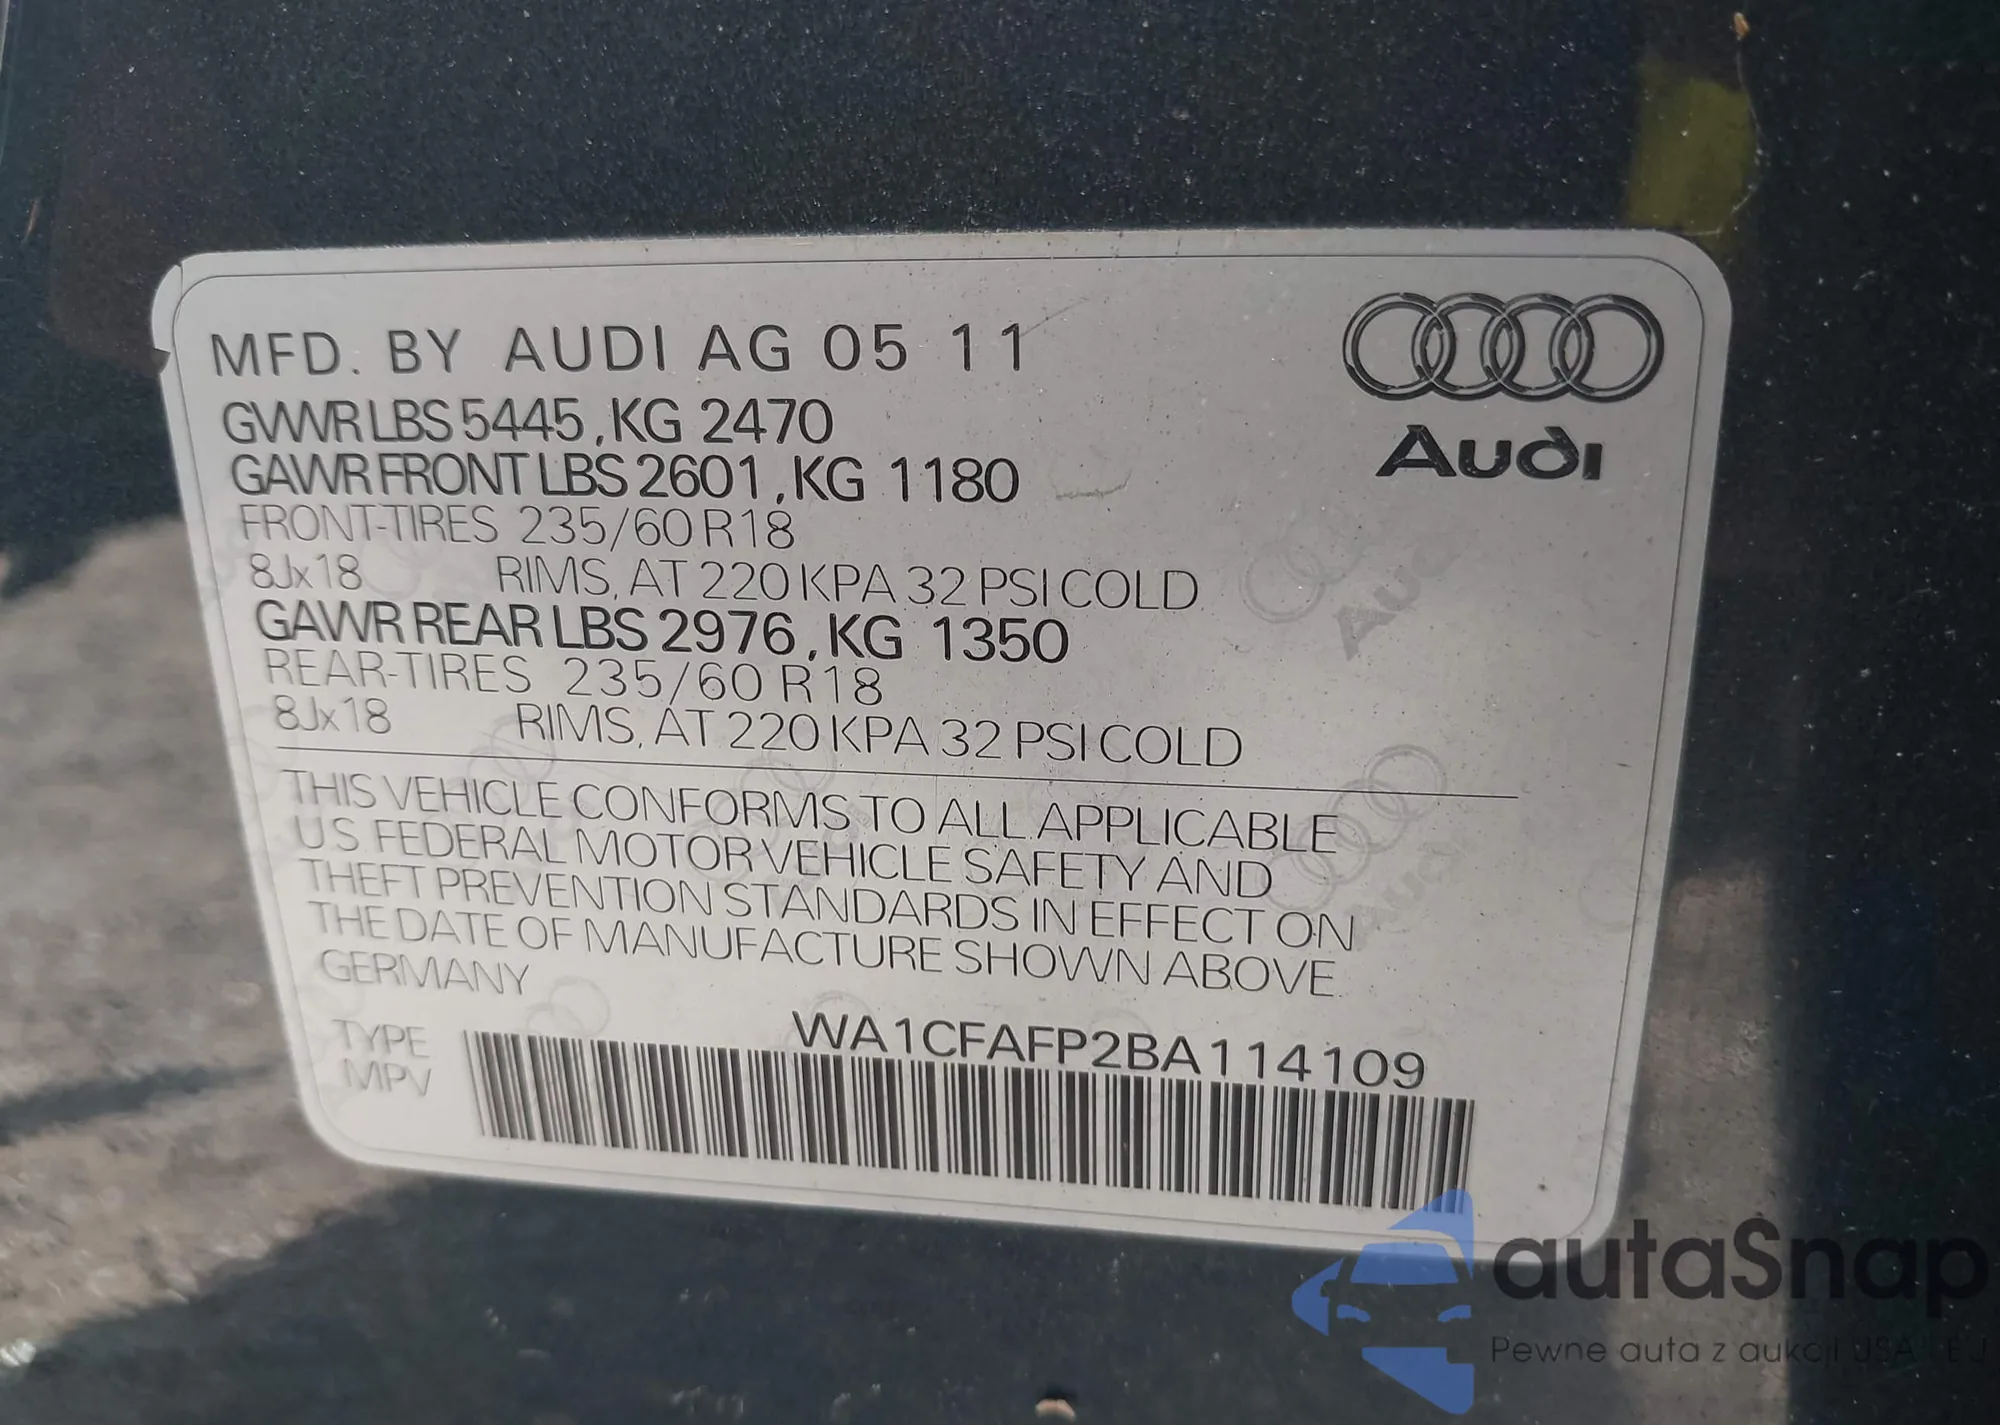 MFD. BY AUDI AG 05 11
GVWR LBS 5445, KG 2470
GAWR FRONT LBS 2601, KG 1180
FRONT-TIRES 235/60 R18
8Jx18 RIMS, AT 220 KPA 32 PSI COLD
GAWR REAR LBS 2976, KG 1350
REAR-TIRES 235/60 R18
8Jx18 RIMS, AT 220 KPA 32 PSI COLD
Audi
THIS VEHICLE CONFORMS TO ALL APPLICABLE
US FEDERAL MOTOR VEHICLE SAFETY AND
THEFT PREVENTION STANDARDS IN EFFECT ON
THE DATE OF MANUFACTURE SHOWN ABOVE.
GERMANY
TYPE
MPV
WA1CFAFP2BA114109
autaSnap
Pewne auta z aukcji USA i EJ